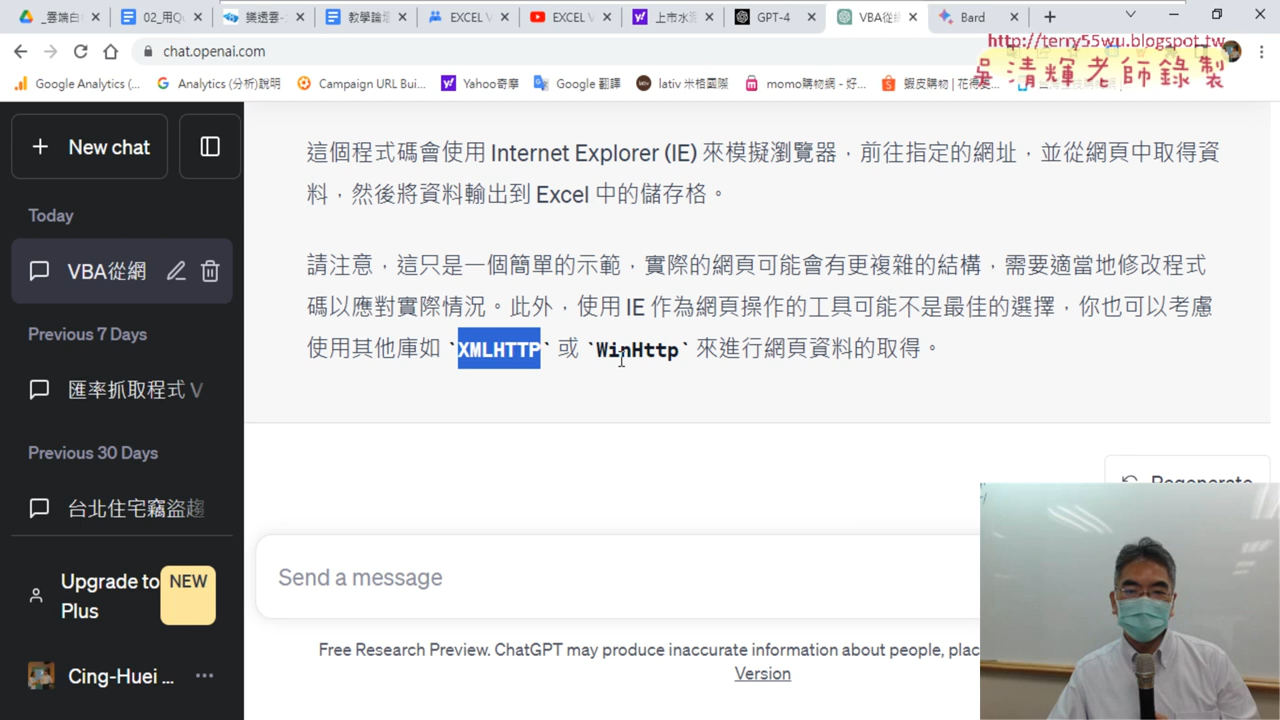 _雲端白
02_用Q
樂透雲-
教學論壇
EXCEL V
EXCEL V
上市水泥
GPT-4
VBA從網
Bard
chat.openai.com
http://terry55wu.blogspot.tw
吳清輝老師錄製
Google Analytics (...
Analytics (分析)說明
Campaign URL Bui...
Yahoo奇摩
Google 翻譯
lativ 米格國際
momo購物網 - 好...
蝦皮購物 | 花得更...
New chat
Today
VBA從網
Previous 7 Days
匯率抓取程式 V
Previous 30 Days
台北住宅竊盜趨
Upgrade to Plus
NEW
Cing-Huei ...
這個程式碼會使用 Internet Explorer (IE) 來模擬瀏覽器，前往指定的網址，並從網頁中取得資
料，然後將資料輸出到 Excel 中的儲存格。
請注意，這只是一個簡單的示範，實際的網頁可能會有更複雜的結構，需要適當地修改程式
碼以應對實際情況。此外，使用 IE 作為網頁操作的工具可能不是最佳的選擇，你也可以考慮
使用其他庫如 `XMLHTTP` 或 `WinHttp` 來進行網頁資料的取得。
Regenerate
Send a message
Free Research Preview. ChatGPT may produce inaccurate information about people, plac
Version